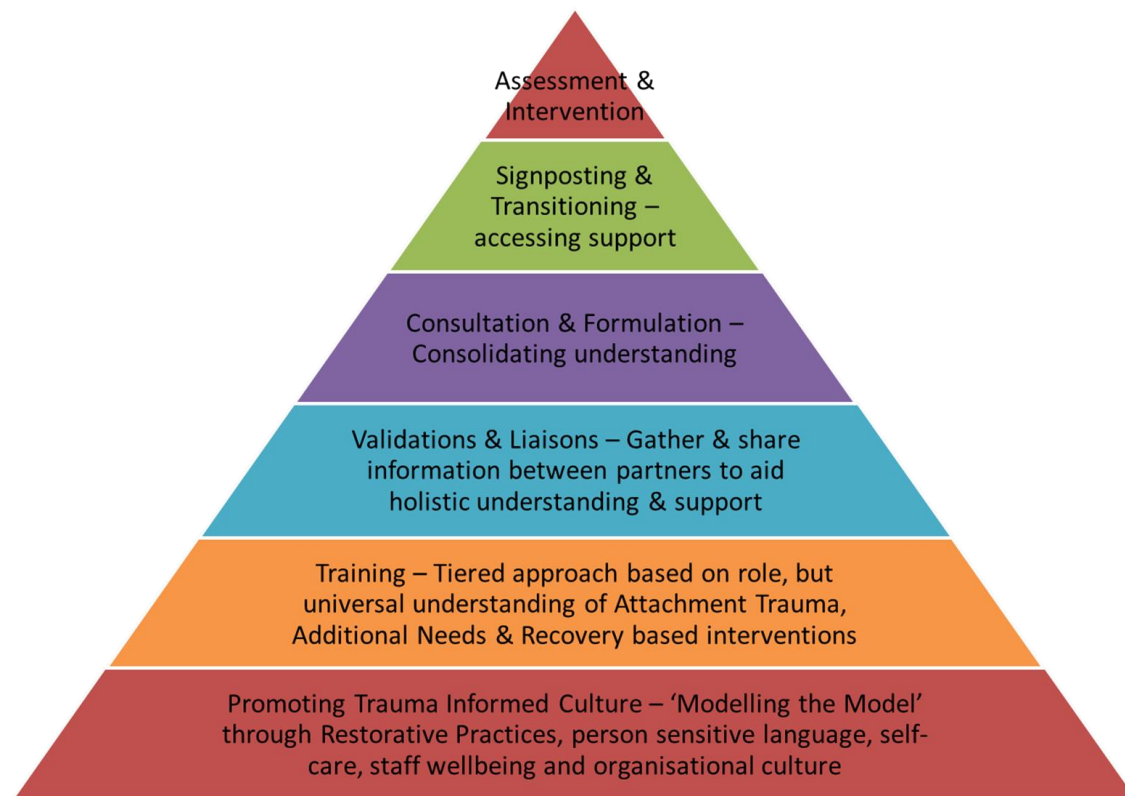 Assessment &
Intervention
Signposting &
Transitioning –
accessing support
Consultation & Formulation –
Consolidating understanding
Validations & Liaisons – Gather & share
information between partners to aid
holistic understanding & support
Training – Tiered approach based on role, but
universal understanding of Attachment Trauma,
Additional Needs & Recovery based interventions
Promoting Trauma Informed Culture – ‘Modelling the Model’
through Restorative Practices, person sensitive language, self-
care, staff wellbeing and organisational culture